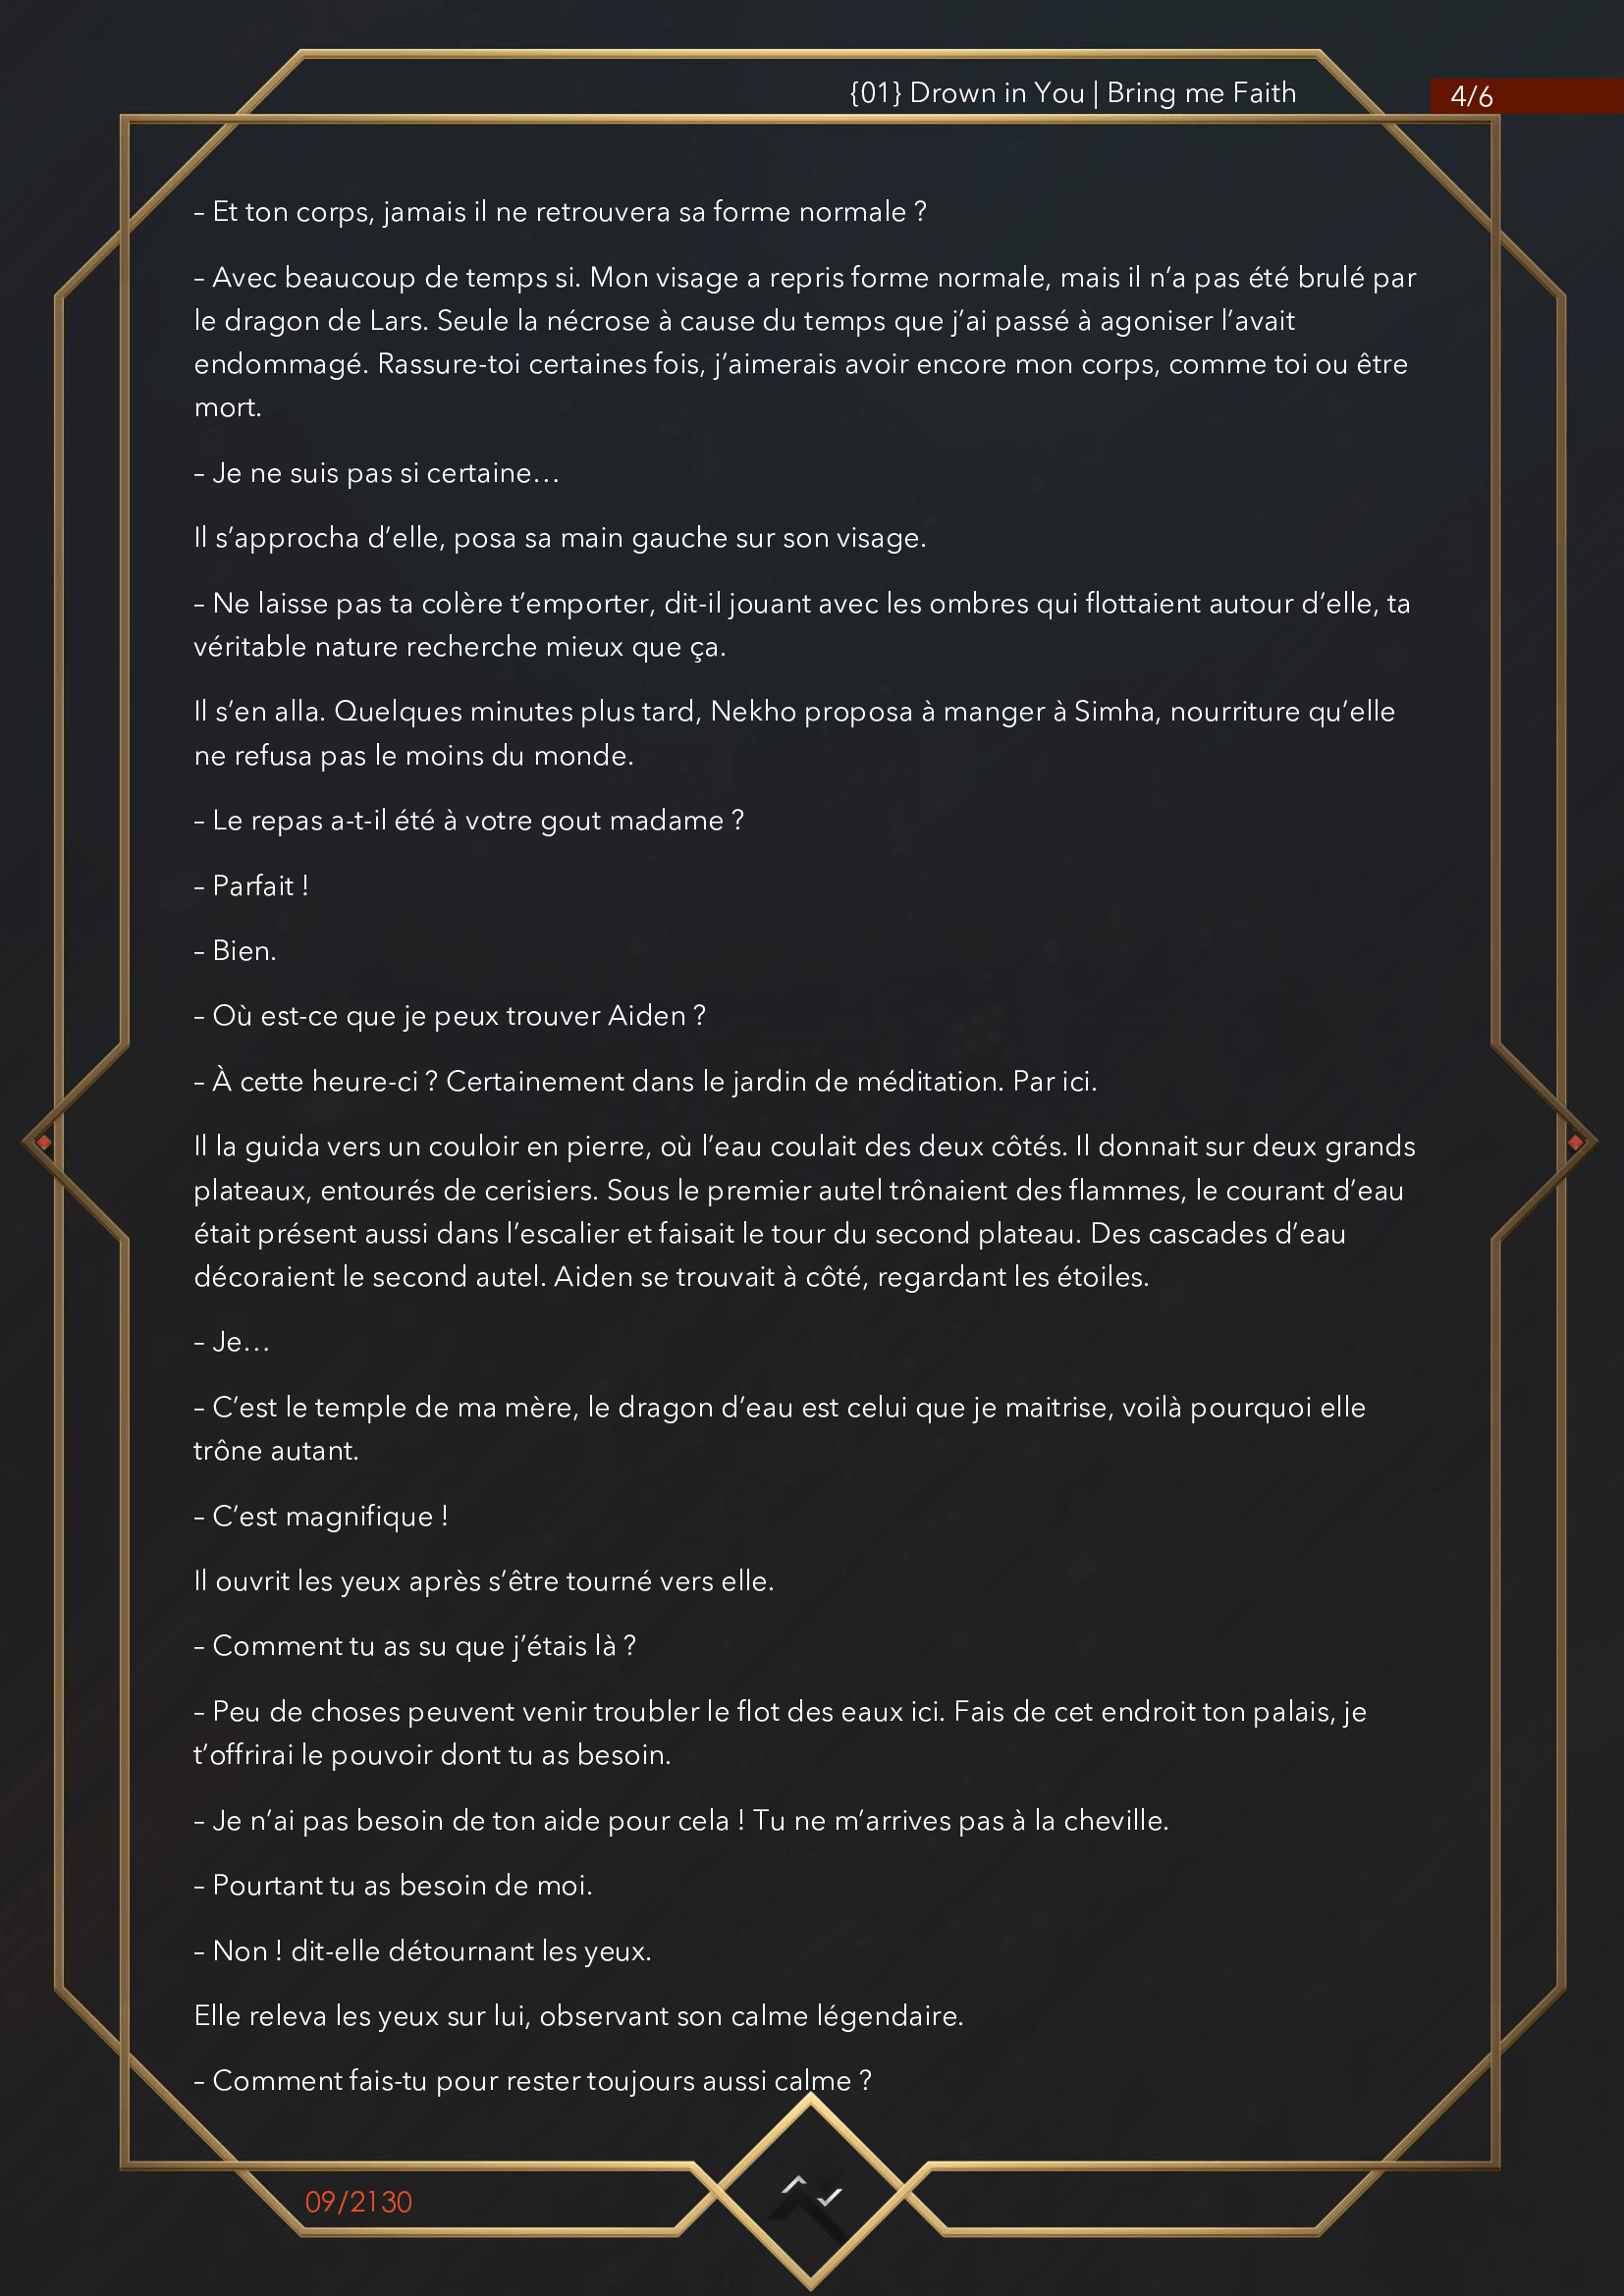 {01} Drown in You | Bring me Faith
4/6
– Et ton corps, jamais il ne retrouvera sa forme normale ?
– Avec beaucoup de temps si. Mon visage a repris forme normale, mais il n’a pas été brulé par
le dragon de Lars. Seule la nécrose à cause du temps que j’ai passé à agoniser l’avait
endommagé. Rassure-toi certaines fois, j’aimerais avoir encore mon corps, comme toi ou être
mort.
– Je ne suis pas si certaine…
Il s’approcha d’elle, posa sa main gauche sur son visage.
– Ne laisse pas ta colère t’emporter, dit-il jouant avec les ombres qui flottaient autour d’elle, ta
véritable nature recherche mieux que ça.
Il s’en alla. Quelques minutes plus tard, Nekho proposa à manger à Simha, nourriture qu’elle
ne refusa pas le moins du monde.
– Le repas a-t-il été à votre gout madame ?
– Parfait !
– Bien.
– Où est-ce que je peux trouver Aiden ?
– À cette heure-ci ? Certainement dans le jardin de méditation. Par ici.
Il la guida vers un couloir en pierre, où l’eau coulait des deux côtés. Il donnait sur deux grands
plateaux, entourés de cerisiers. Sous le premier autel trônaient des flammes, le courant d’eau
était présent aussi dans l’escalier et faisait le tour du second plateau. Des cascades d’eau
décoraient le second autel. Aiden se trouvait à côté, regardant les étoiles.
– Je…
– C’est le temple de ma mère, le dragon d’eau est celui que je maitrise, voilà pourquoi elle
trône autant.
– C’est magnifique !
Il ouvrit les yeux après s’être tourné vers elle.
– Comment tu as su que j’étais là ?
– Peu de choses peuvent venir troubler le flot des eaux ici. Fais de cet endroit ton palais, je
t’offrirai le pouvoir dont tu as besoin.
– Je n’ai pas besoin de ton aide pour cela ! Tu ne m’arrives pas à la cheville.
– Pourtant tu as besoin de moi.
– Non ! dit-elle détournant les yeux.
Elle releva les yeux sur lui, observant son calme légendaire.
– Comment fais-tu pour rester toujours aussi calme ?
09/2130